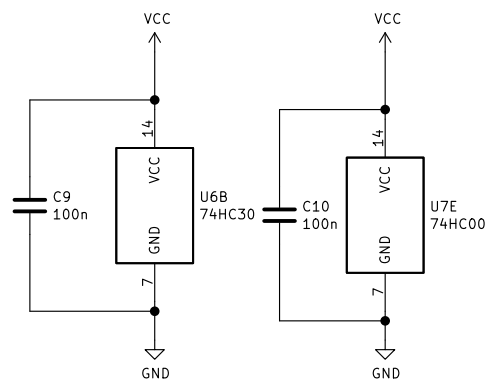 VCC
14
VCC
C9
100n
U6B
74HC30
GND
7
GND
VCC
14
VCC
C10
100n
U7E
74HC00
GND
7
GND